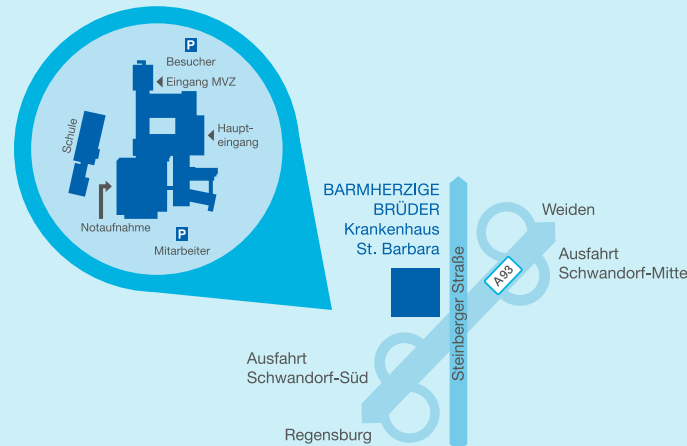 P
Besucher
Eingang MVZ
Schule
Haupt-
eingang
Notaufnahme
P
Mitarbeiter
BARMHERZIGE
BRÜDER
Krankenhaus
St. Barbara
Steinberger Straße
Weiden
Ausfahrt
Schwandorf-Mitte
A93
Ausfahrt
Schwandorf-Süd
Regensburg